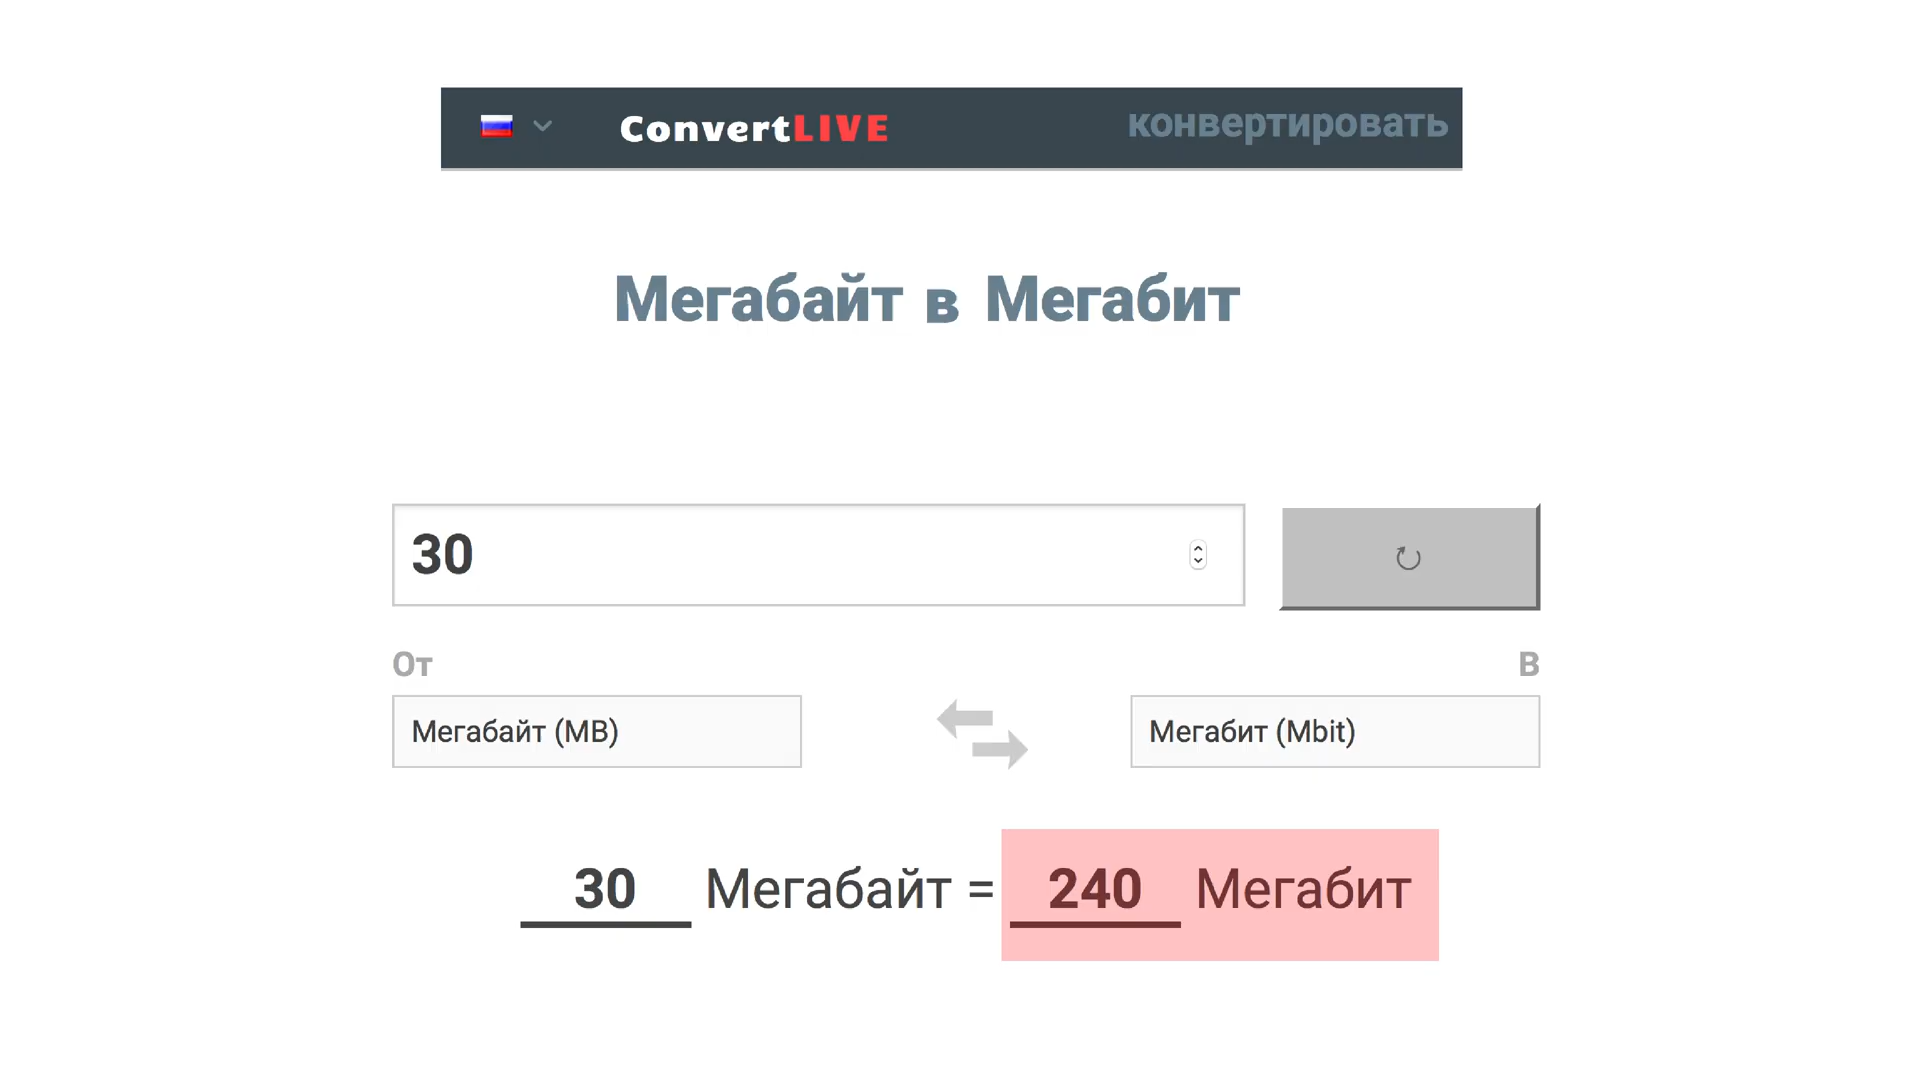 ConvertLIVE конвертировать
Мегабайт в Мегабит
30
От В
Мегабайт (MB) Мегабит (Mbit)
30 Мегабайт = 240 Мегабит